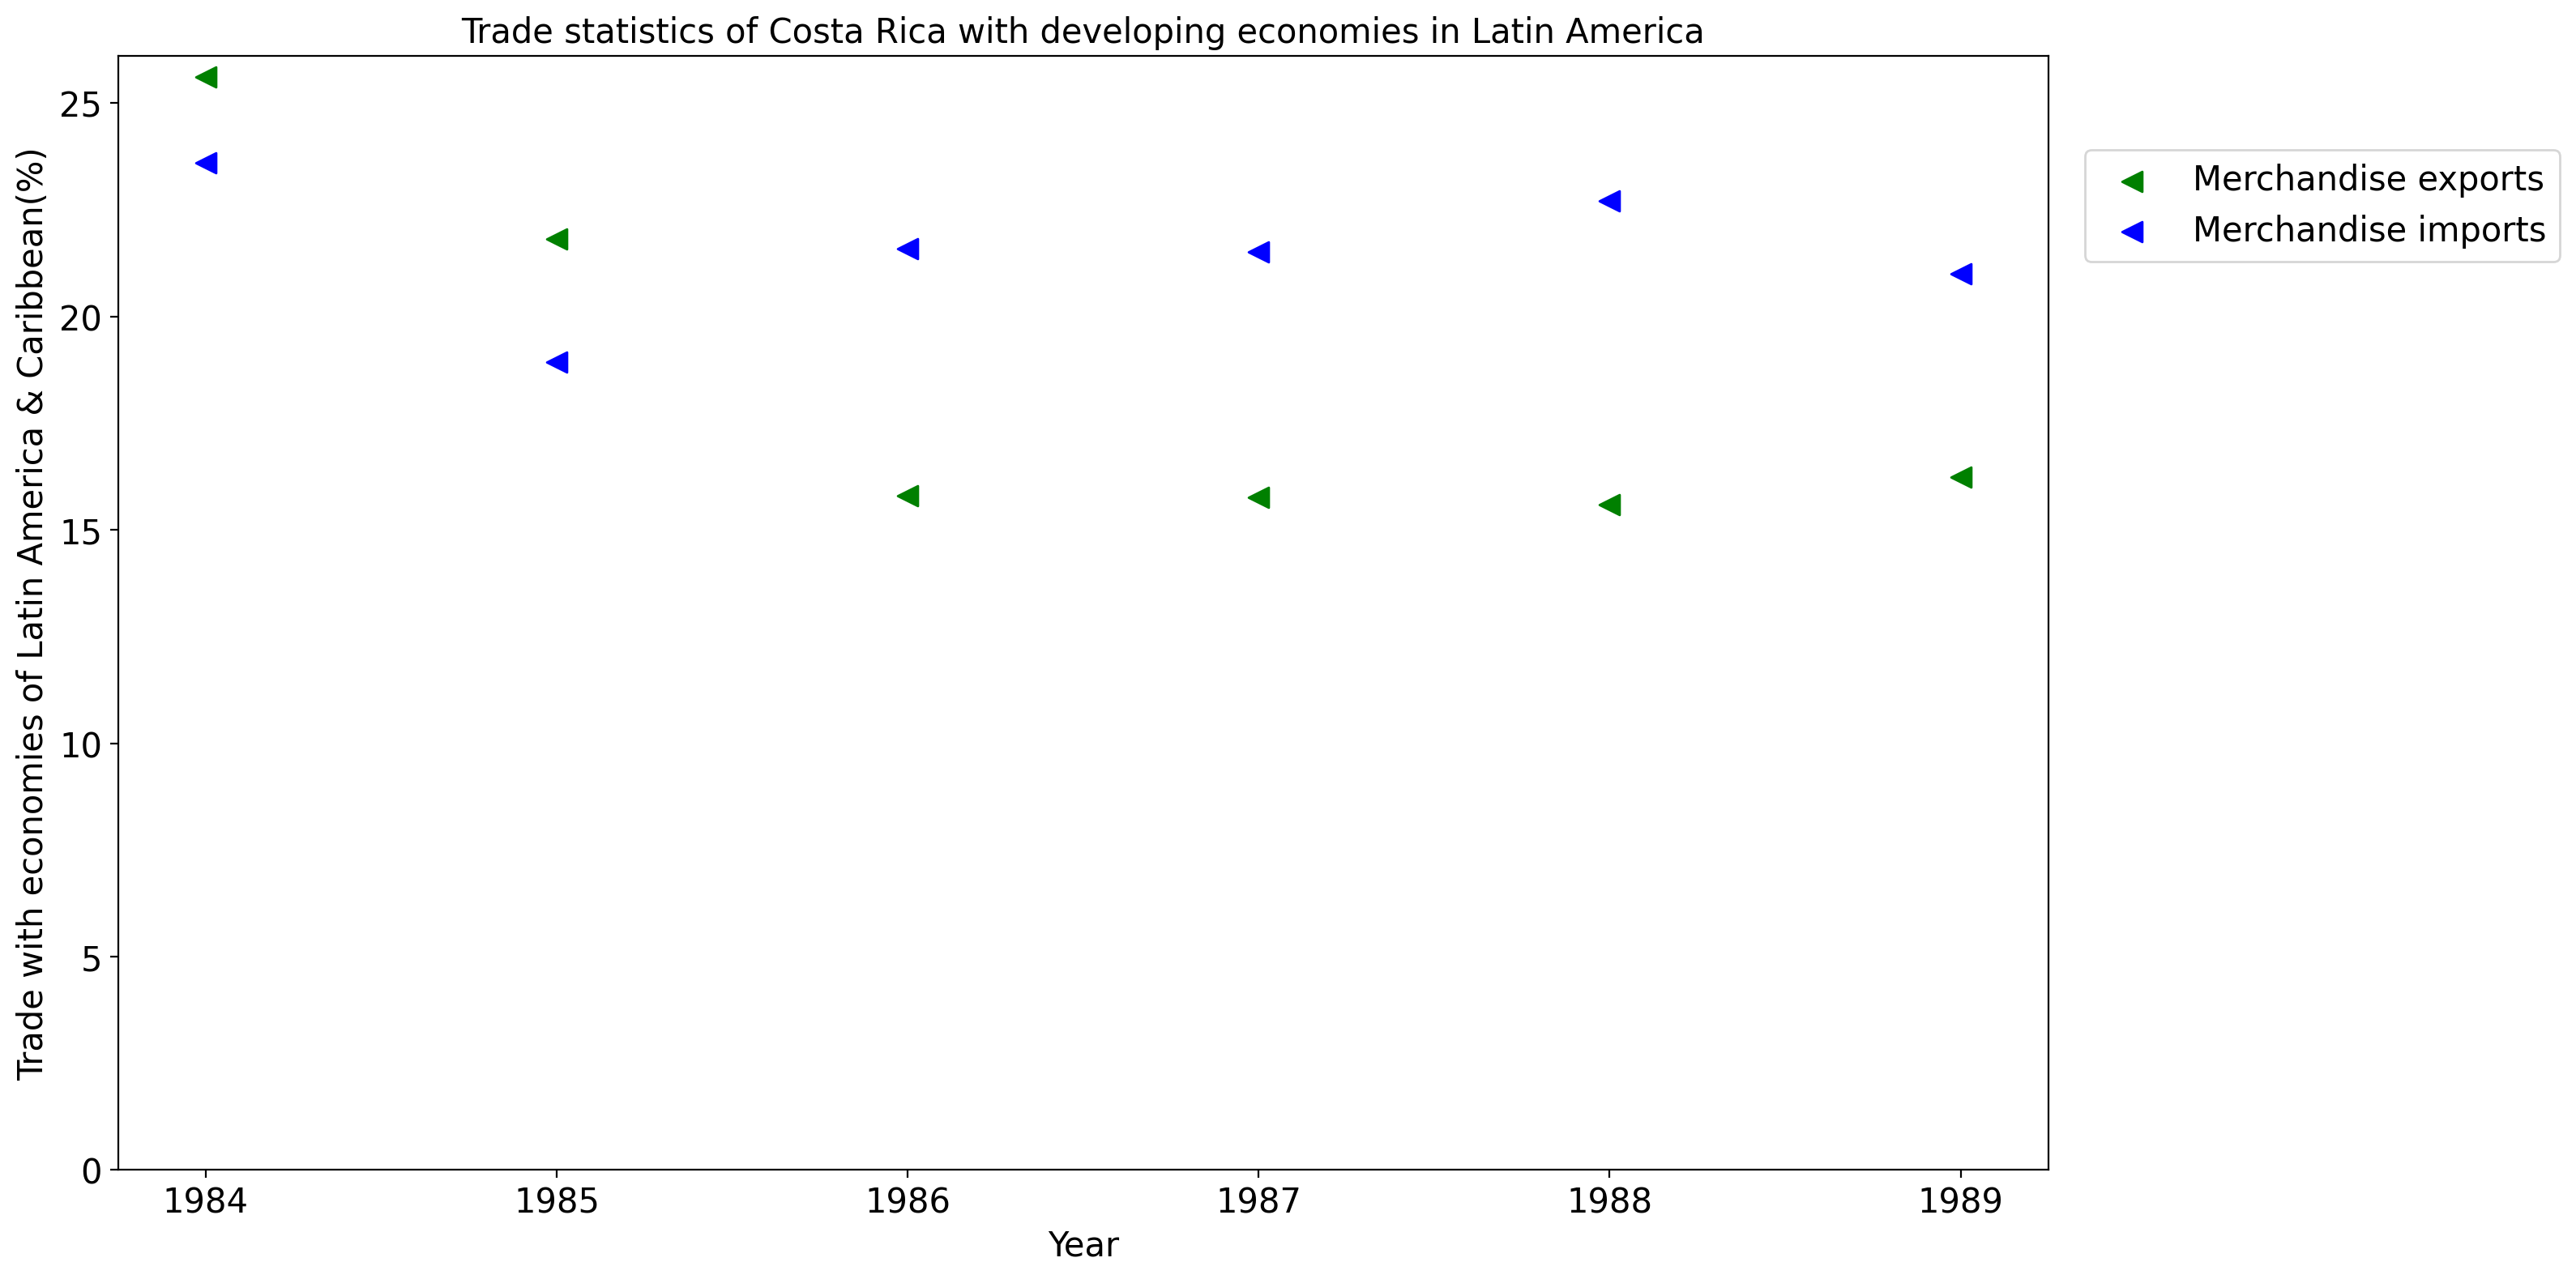 Trade statistics of Costa Rica with developing economies in Latin America
Trade with economies of Latin America & Caribbean(%)
25
20
15
10
5
0
1984
1985
1986
1987
1988
1989
Year
Merchandise exports
Merchandise imports